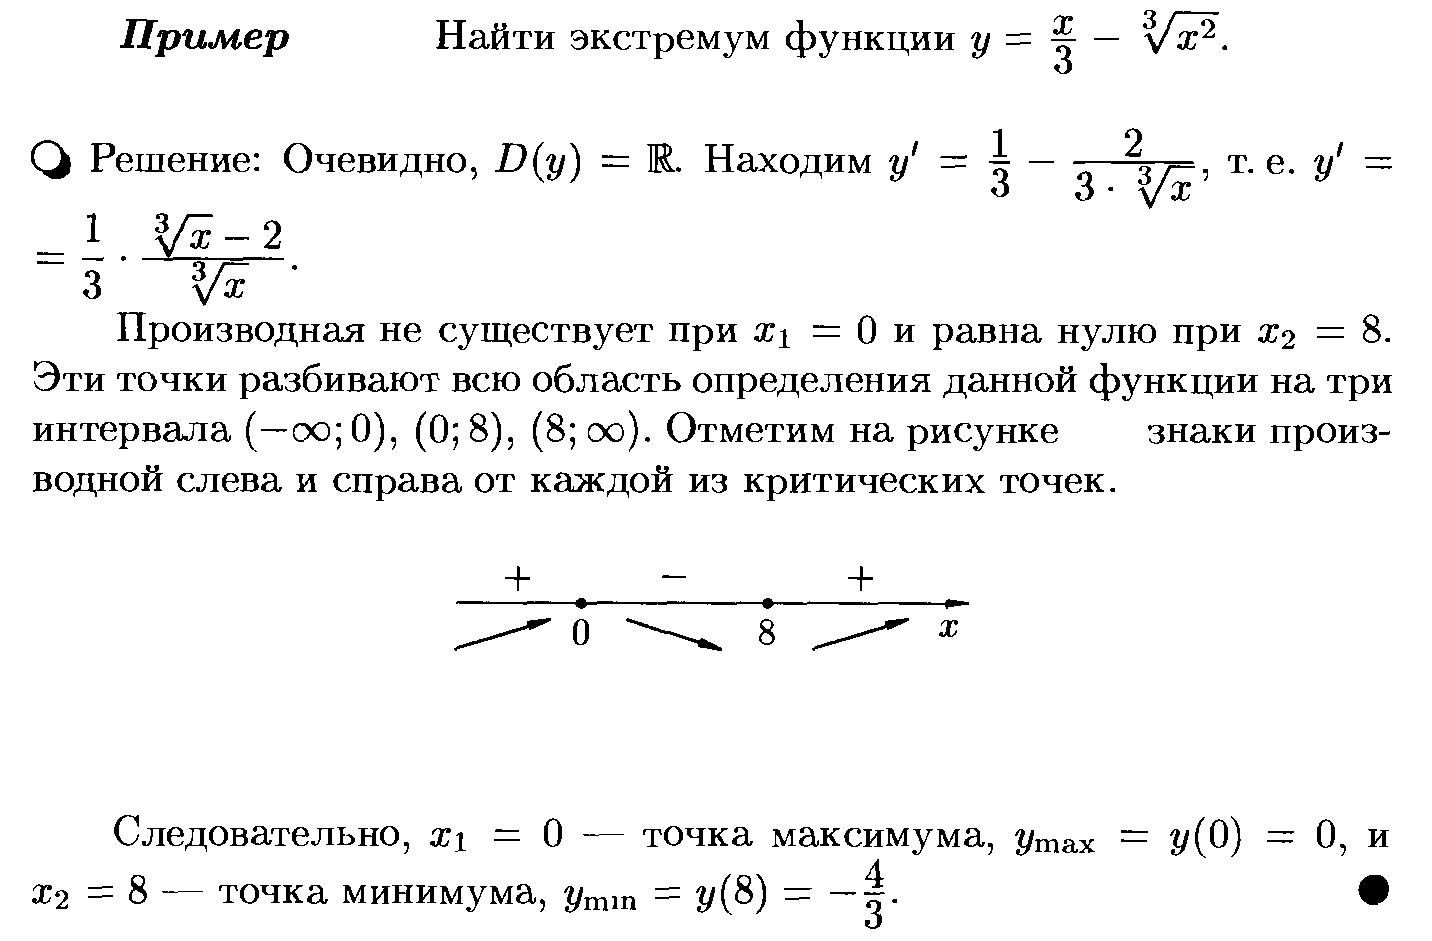 Пример Найти экстремум функции y = x/3 − ∛x².
Решение: Очевидно, D(y) = ℝ. Находим y′ = 1/3 − 2/(3 · ∛x), т. е. y′ =
= 1/3 · (∛x − 2)/∛x.
Производная не существует при x₁ = 0 и равна нулю при x₂ = 8.
Эти точки разбивают всю область определения данной функции на три
интервала (−∞; 0), (0; 8), (8; ∞). Отметим на рисунке знаки произ-
водной слева и справа от каждой из критических точек.
+ − +
0 8 x
Следовательно, x₁ = 0 — точка максимума, y_max = y(0) = 0, и
x₂ = 8 — точка минимума, y_min = y(8) = −4/3.